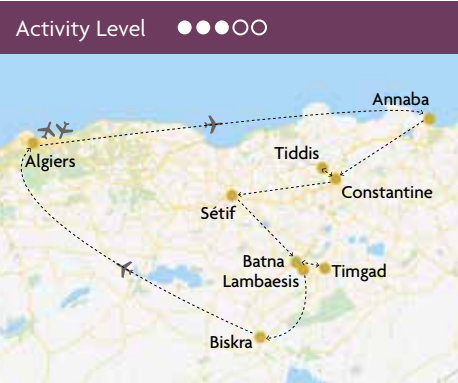 Activity Level
Annaba
Algiers
Tiddis
Constantine
Sétif
Batna
Timgad
Lambaesis
Biskra